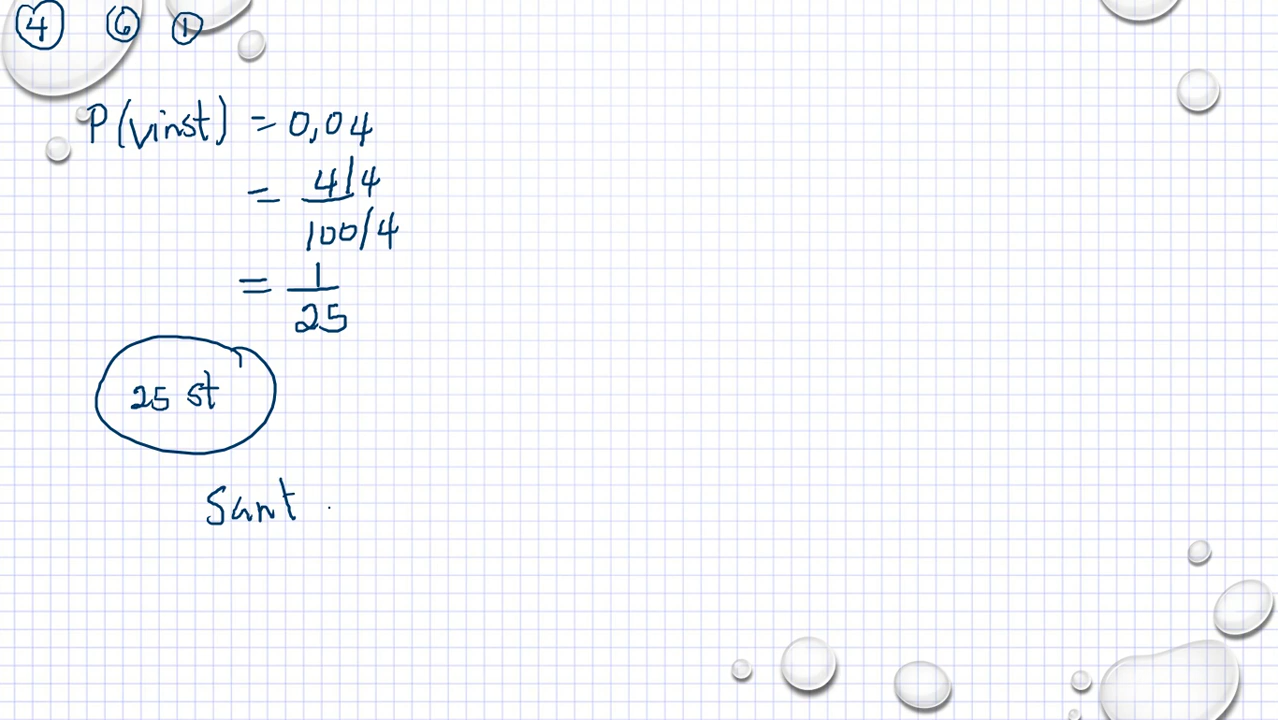 4 6 1
P(vinst) = 0,04
= 4/4
100/4
= 1
25
25 st
Sant